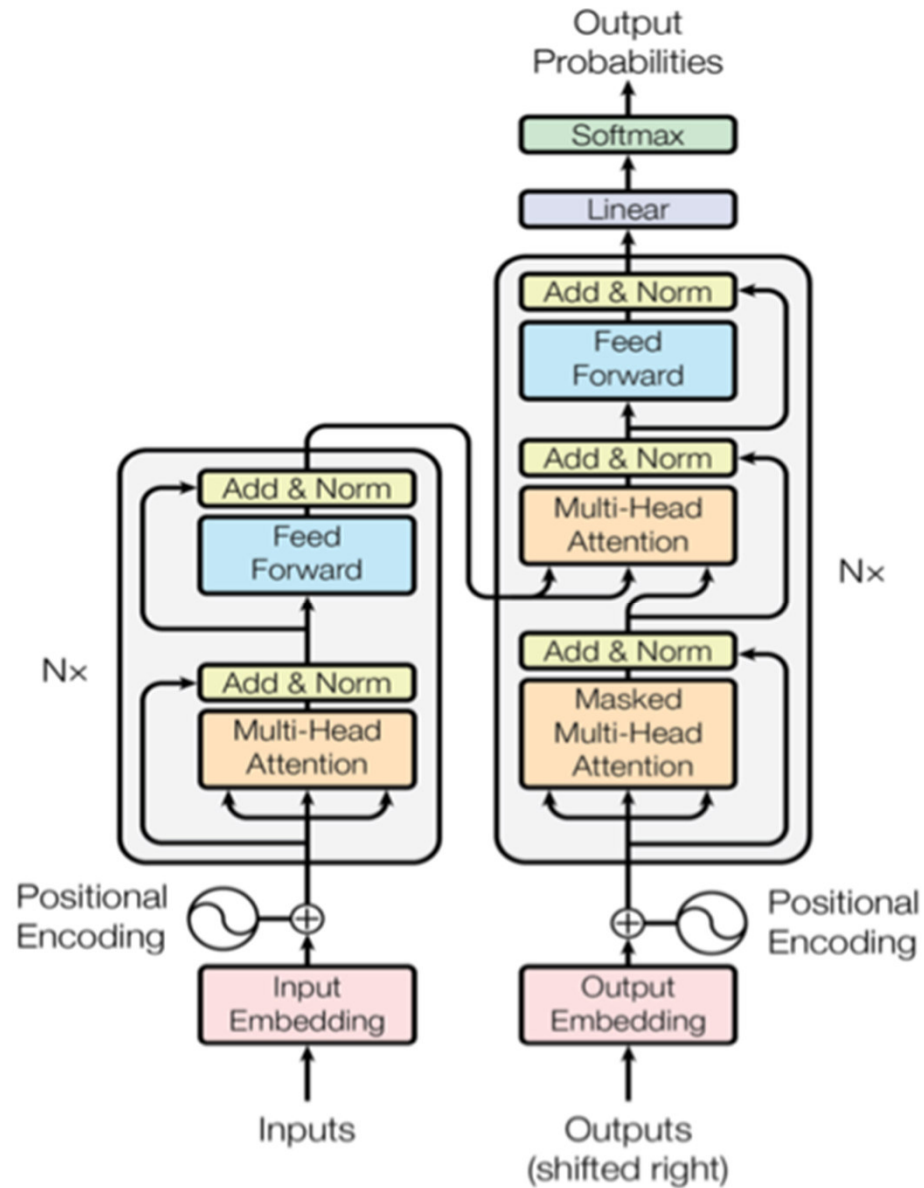 Output
Probabilities
Softmax
Linear
Add & Norm
Feed
Forward
Add & Norm
Multi-Head
Attention
Nx
Add & Norm
Masked
Multi-Head
Attention
Add & Norm
Feed
Forward
Nx
Add & Norm
Multi-Head
Attention
Positional
Encoding
Positional
Encoding
Input
Embedding
Output
Embedding
Inputs
Outputs
(shifted right)